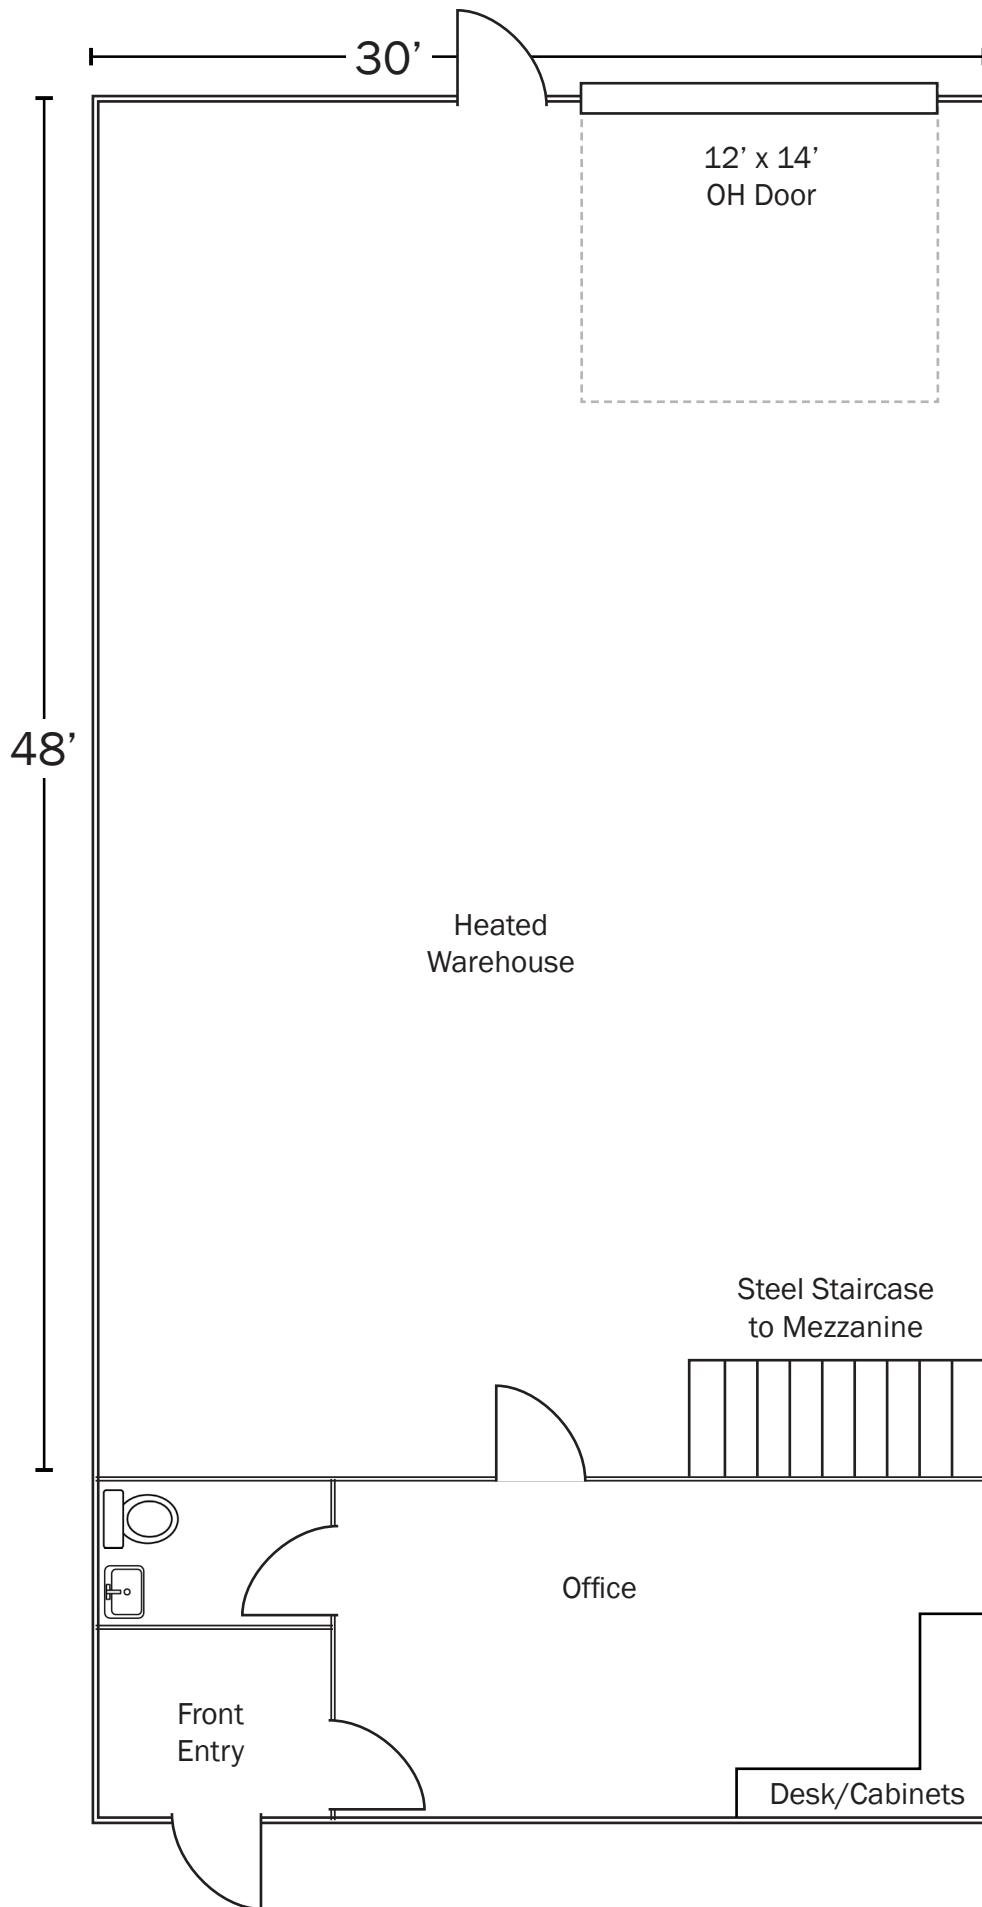 30’
12’ x 14’
OH Door
48’
Heated
Warehouse
Steel Staircase
to Mezzanine
Office
Front
Entry
Desk/Cabinets